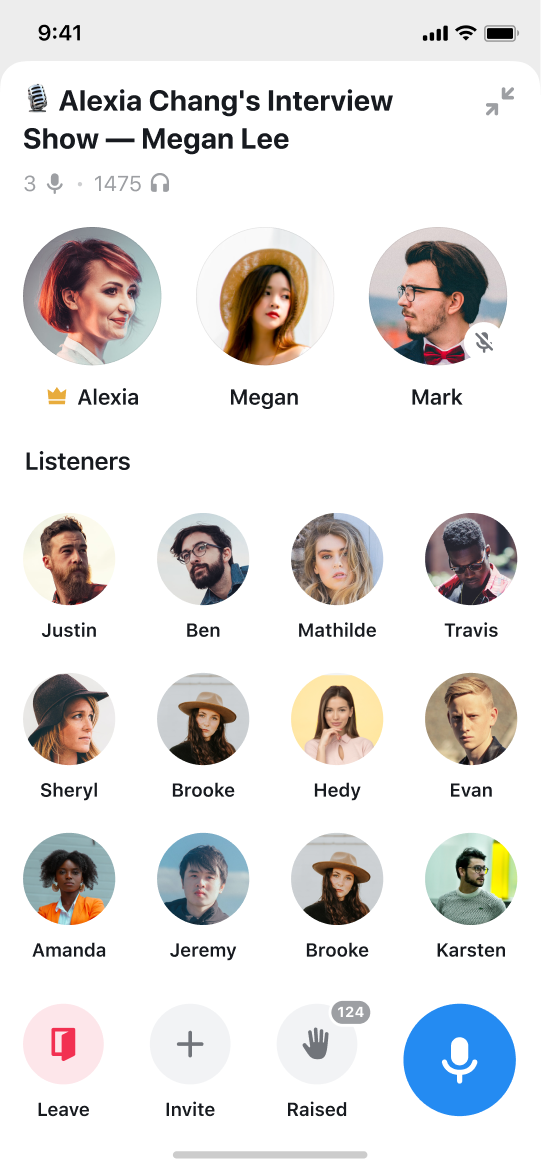 9:41
🎙️ Alexia Chang's Interview
Show — Megan Lee
3 · 1475
Alexia Megan Mark
Listeners
Justin Ben Mathilde Travis
Sheryl Brooke Hedy Evan
Amanda Jeremy Brooke Karsten
124
Leave Invite Raised